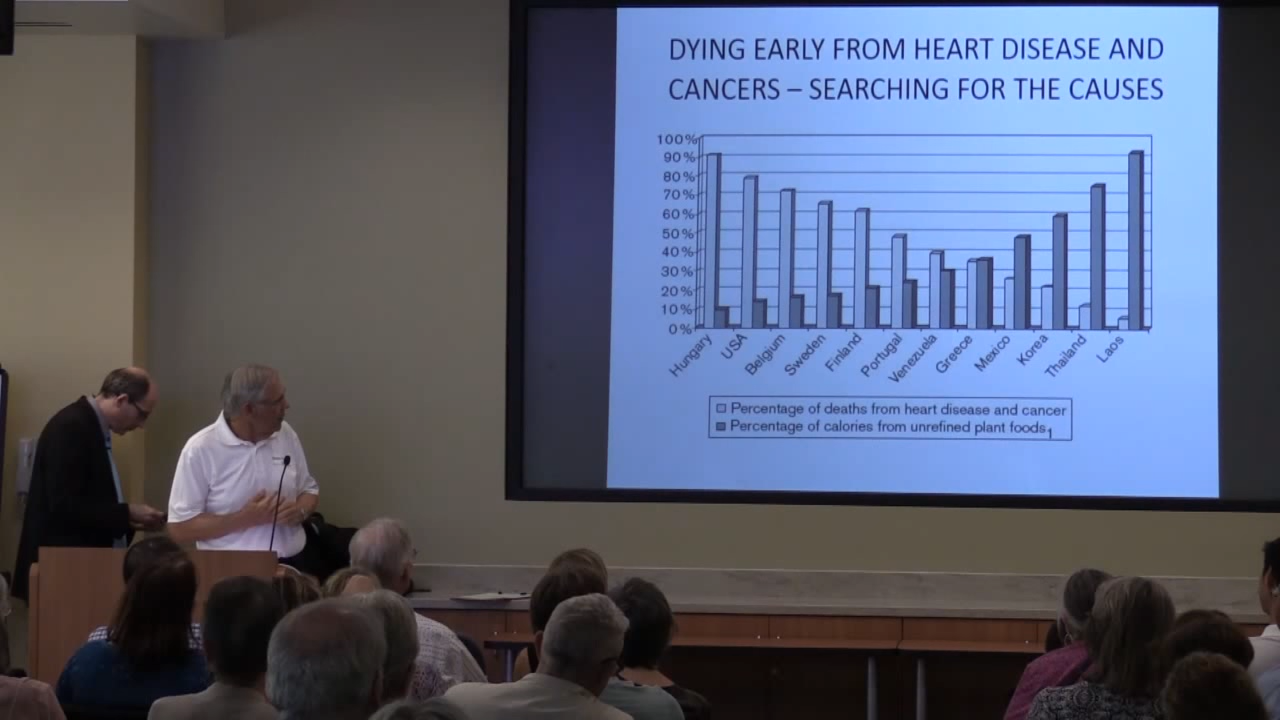 DYING EARLY FROM HEART DISEASE AND
CANCERS – SEARCHING FOR THE CAUSES
100%
90%
80%
70%
60%
50%
40%
30%
20%
10%
0%
Hungary
USA
Belgium
Sweden
Finland
Portugal
Venezuela
Greece
Mexico
Korea
Thailand
Laos
Percentage of deaths from heart disease and cancer
Percentage of calories from unrefined plant foods1